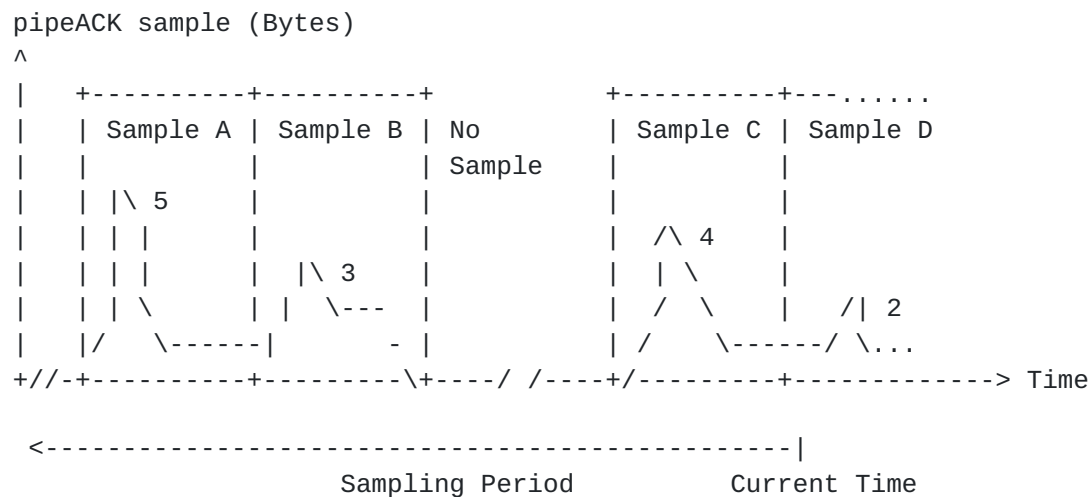 pipeACK sample (Bytes)
^
|   +----------+----------+            +----------+---......
|   | Sample A | Sample B | No         | Sample C | Sample D
|   |          |          | Sample     |          |
|   | |\ 5     |          |            |          |
|   | | |      |          |            |  /\ 4    |
|   | | |      |  |\ 3    |            |  | \     |
|   | | \      | |  \---  |            |  /  \    |   /| 2
|   |/   \------|       - |            | /    \------/ \...
+//-+----------+---------\+----/ /----+/---------+-------------> Time

<------------------------------------------------|
Sampling Period          Current Time